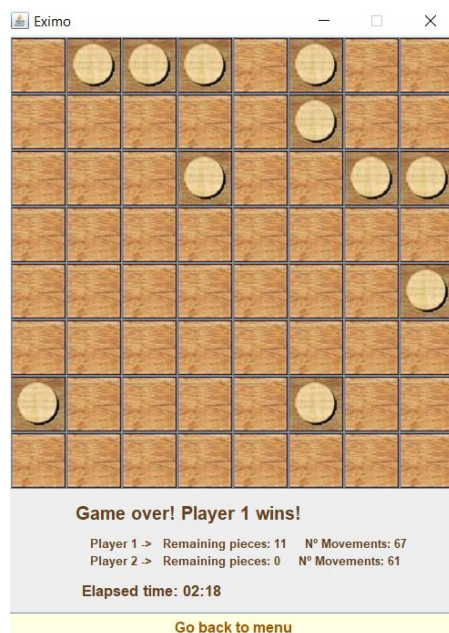 Eximo
Game over! Player 1 wins!
Player 1 -> Remaining pieces: 11 Nº Movements: 67
Player 2 -> Remaining pieces: 0 Nº Movements: 61
Elapsed time: 02:18
Go back to menu